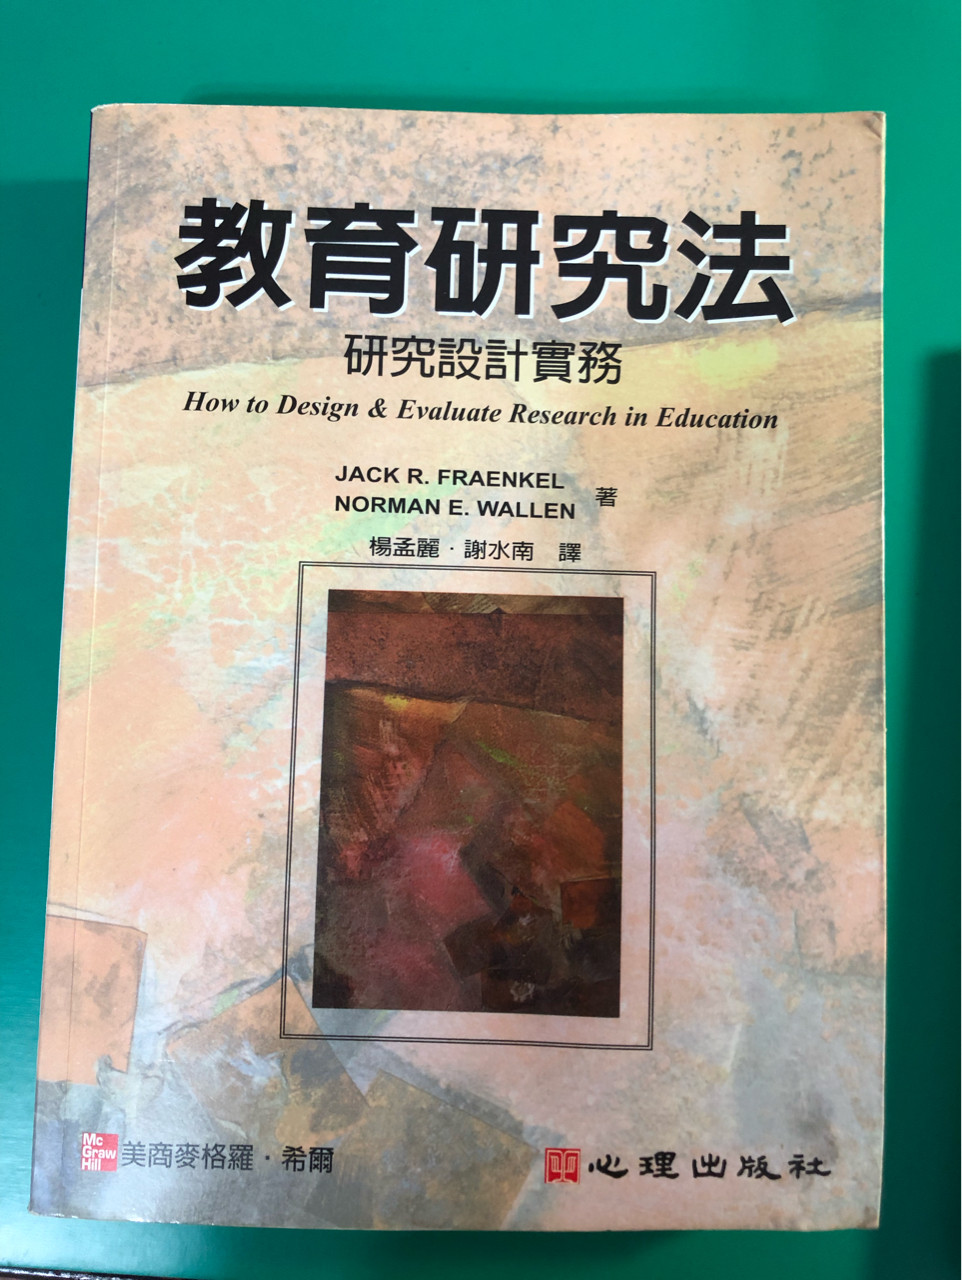 教育研究法
研究設計實務
How to Design & Evaluate Research in Education
JACK R. FRAENKEL
NORMAN E. WALLEN 著
楊孟麗·謝水南 譯
Mc
Graw
Hill
美商麥格羅·希爾
心理出版社